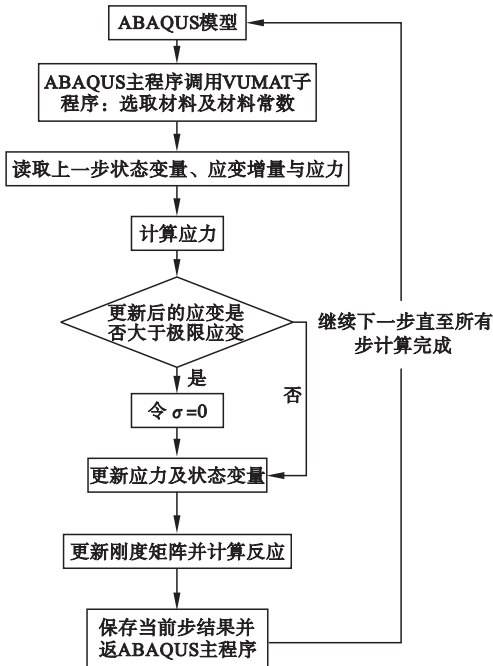 ABAQUS模型
ABAQUS主程序调用VUMAT子
程序：选取材料及材料常数
读取上一步状态变量、应变增量与应力
计算应力
更新后的应变是
否大于极限应变
继续下一步直至所有
步计算完成
是
否
令σ=0
更新应力及状态变量
更新刚度矩阵并计算反应
保存当前步结果并
返ABAQUS主程序